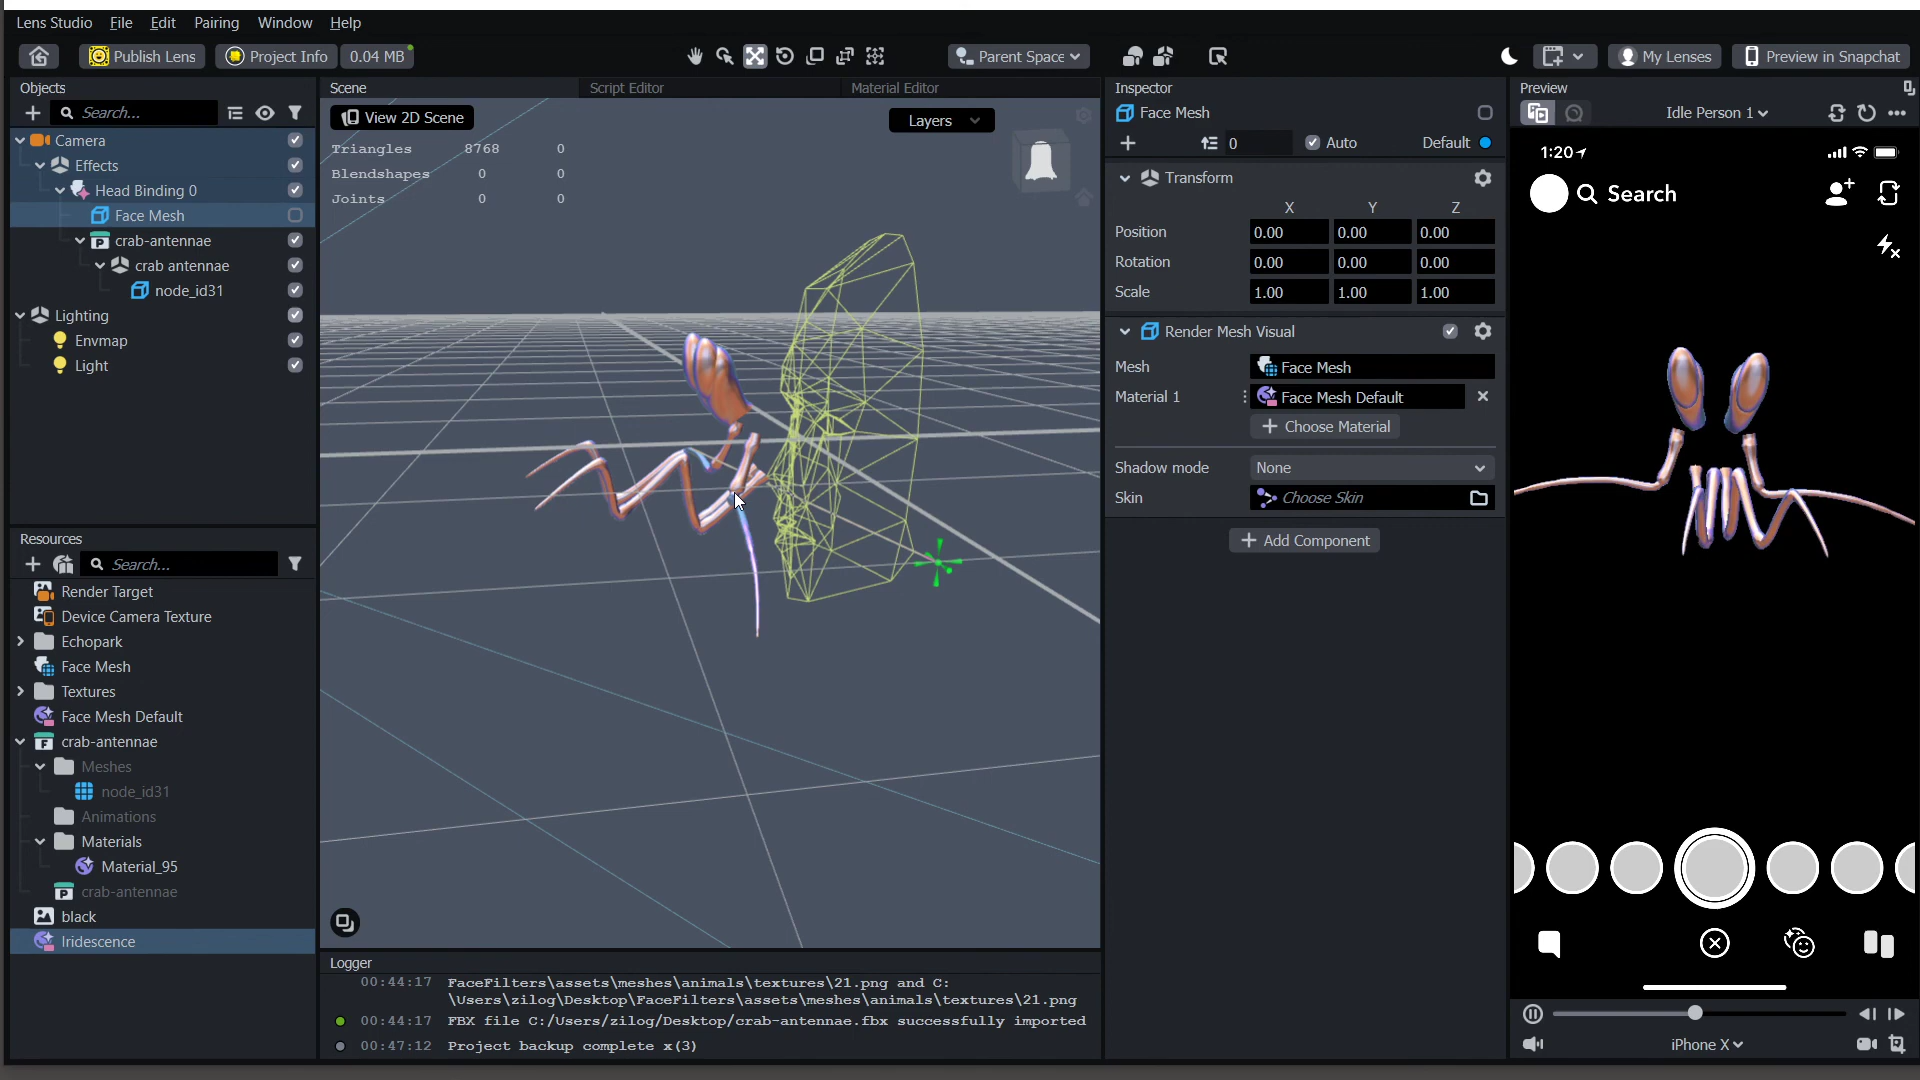 Lens Studio File Edit Pairing Window Help
Publish Lens Project Info 0.04 MB Parent Space My Lenses Preview in Snapchat
Objects
Search...
Camera
Effects
Head Binding 0
Face Mesh
crab-antennae
crab antennae
node_id31
Lighting
Envmap
Light
Resources
Search...
Render Target
Device Camera Texture
Echopark
Face Mesh
Textures
Face Mesh Default
crab-antennae
Meshes
node_id31
Animations
Materials
Material_95
crab-antennae
black
Iridescence
Scene Script Editor Material Editor
View 2D Scene Layers
Triangles 8768 0
Blendshapes 0 0
Joints 0 0
Logger
00:44:17 FaceFilters\assets\meshes\animals\textures\21.png and C:
\Users\zilog\Desktop\FaceFilters\assets\meshes\animals\textures\21.png
00:44:17 FBX file C:/Users/zilog/Desktop/crab-antennae.fbx successfully imported
00:47:12 Project backup complete x(3)
Inspector
Face Mesh
0 Auto Default
Transform
X Y Z
Position 0.00 0.00 0.00
Rotation 0.00 0.00 0.00
Scale 1.00 1.00 1.00
Render Mesh Visual
Mesh Face Mesh
Material 1 Face Mesh Default
Choose Material
Shadow mode None
Skin Choose Skin
Add Component
Preview
Idle Person 1
1:20
Search
iPhone X